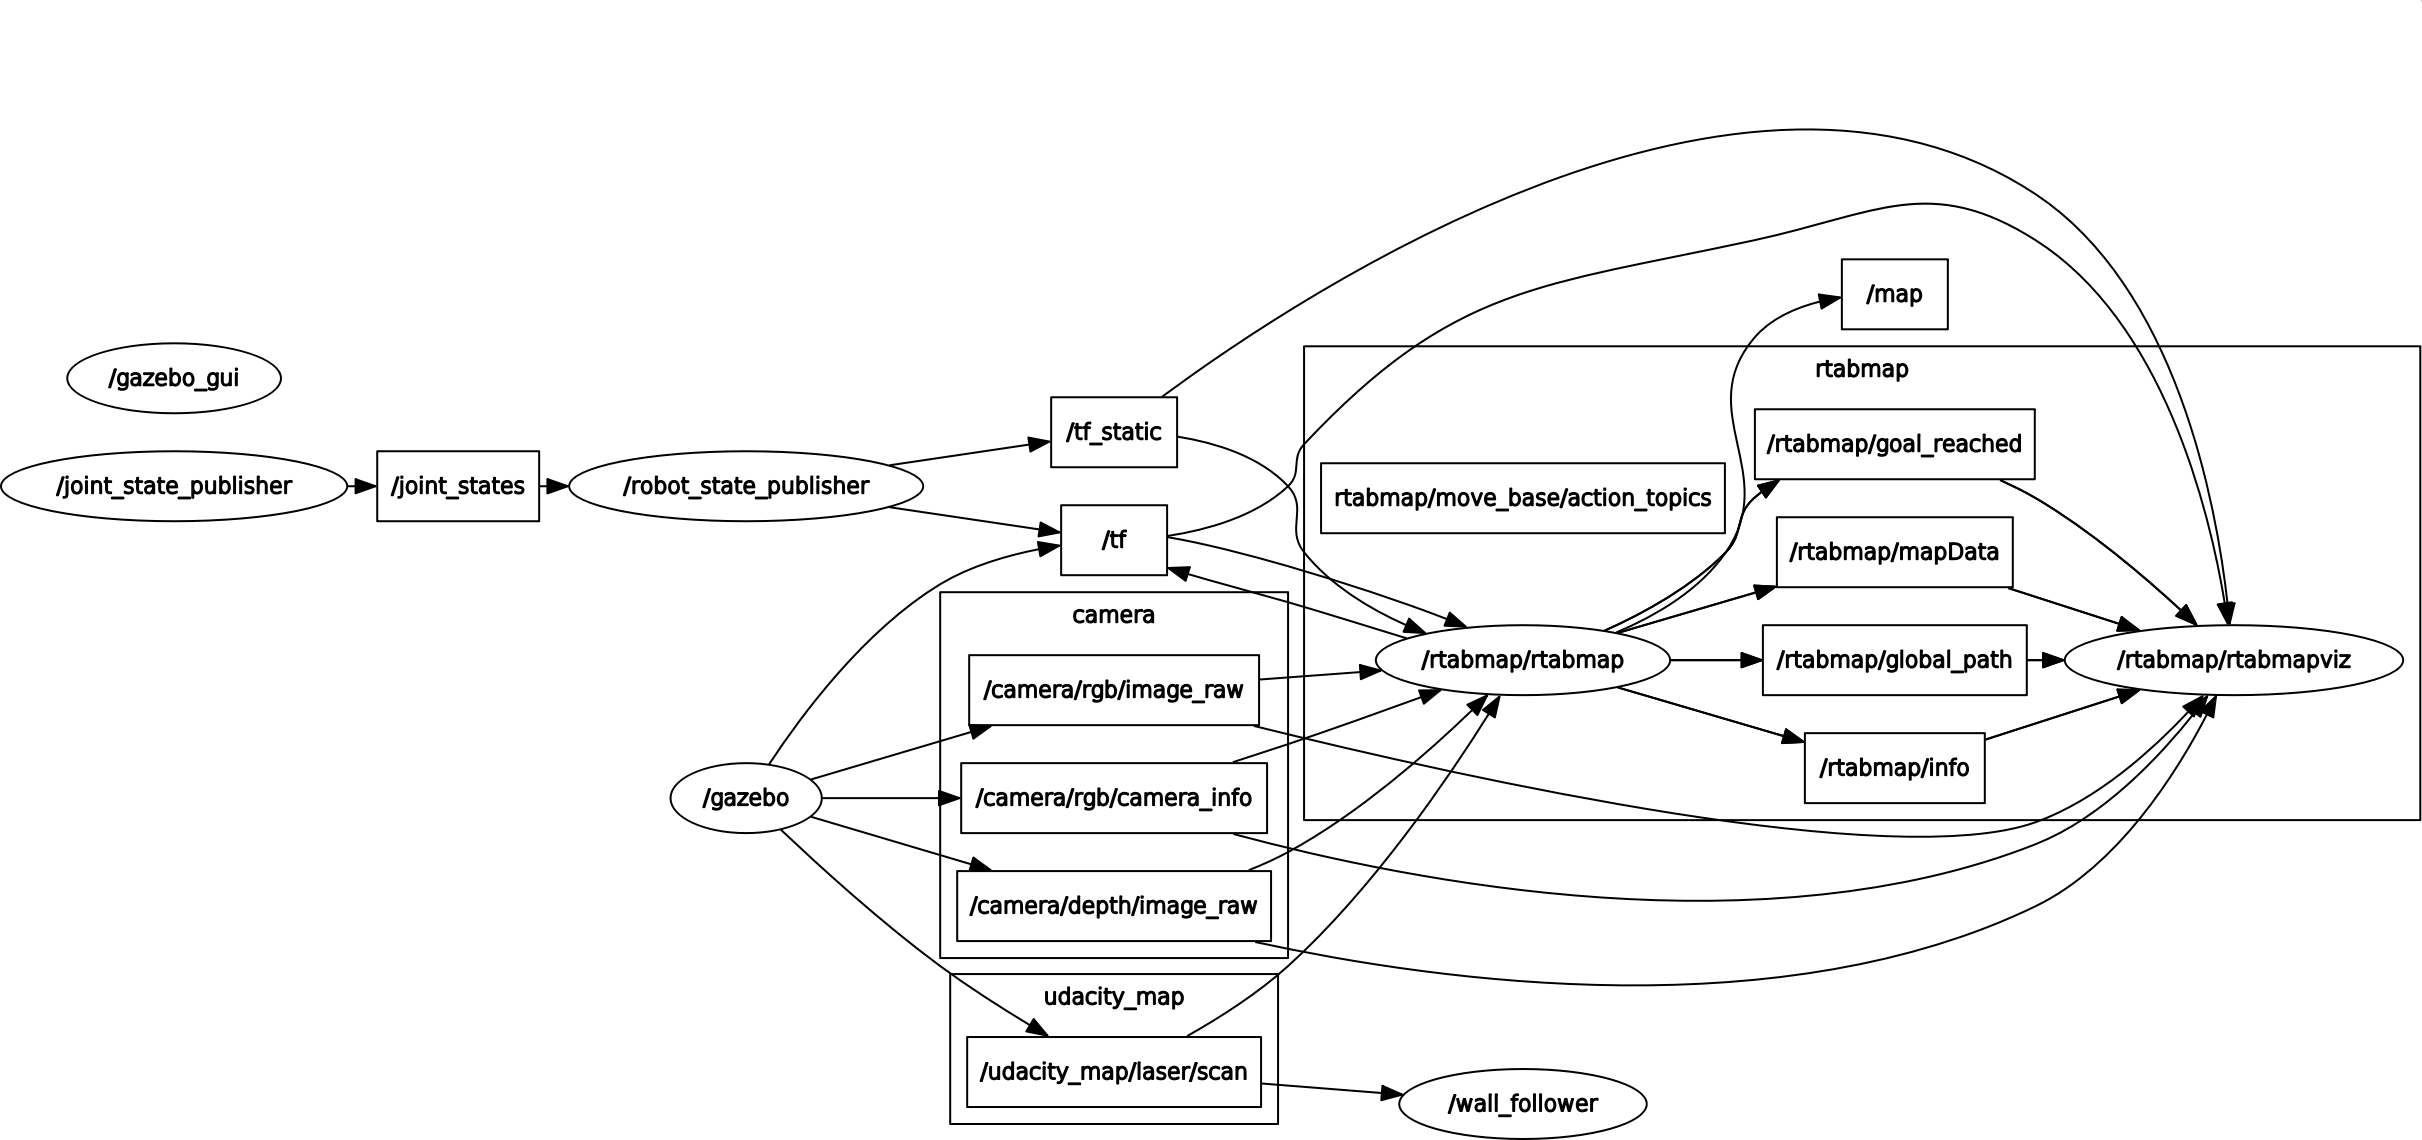 /gazebo_gui
/joint_state_publisher
/joint_states
/robot_state_publisher
/tf_static
/tf
/gazebo
camera
/camera/rgb/image_raw
/camera/rgb/camera_info
/camera/depth/image_raw
udacity_map
/udacity_map/laser/scan
/wall_follower
/map
rtabmap
rtabmap/move_base/action_topics
/rtabmap/rtabmap
/rtabmap/goal_reached
/rtabmap/mapData
/rtabmap/global_path
/rtabmap/info
/rtabmap/rtabmapviz